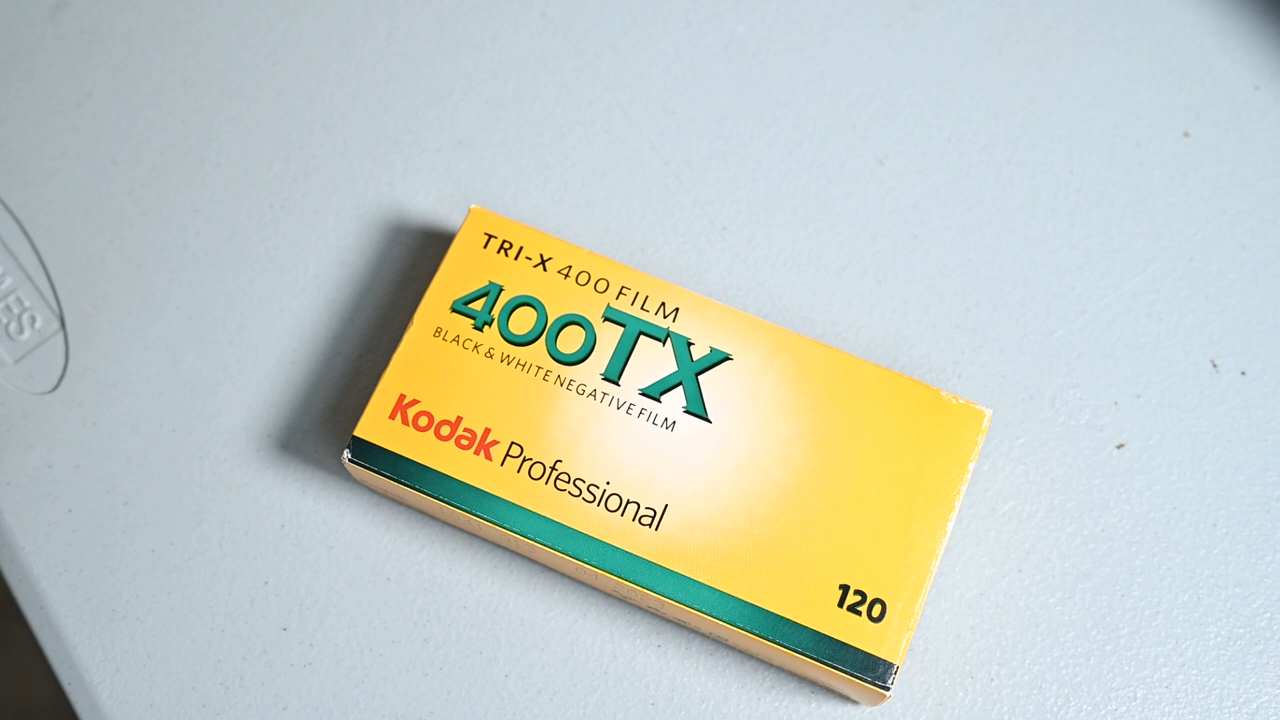 TRI-X 400 FILM
400TX
BLACK & WHITE NEGATIVE FILM
Kodak Professional
120